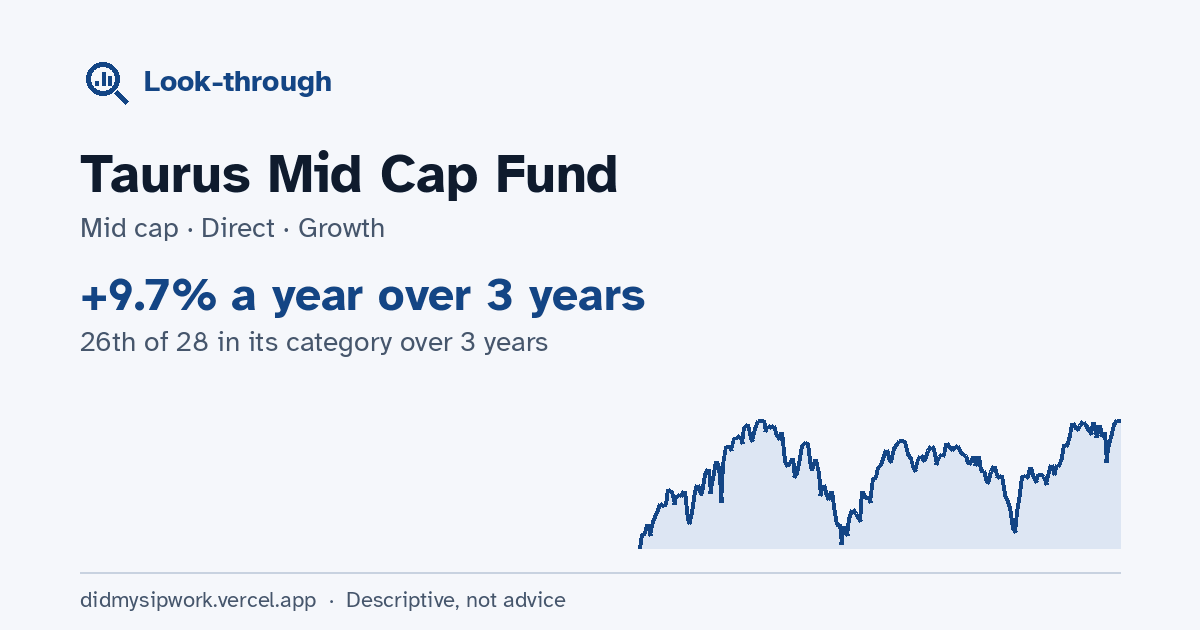 Look-through
Taurus Mid Cap Fund
Mid cap · Direct · Growth
+9.7% a year over 3 years
26th of 28 in its category over 3 years
didmysipwork.vercel.app · Descriptive, not advice